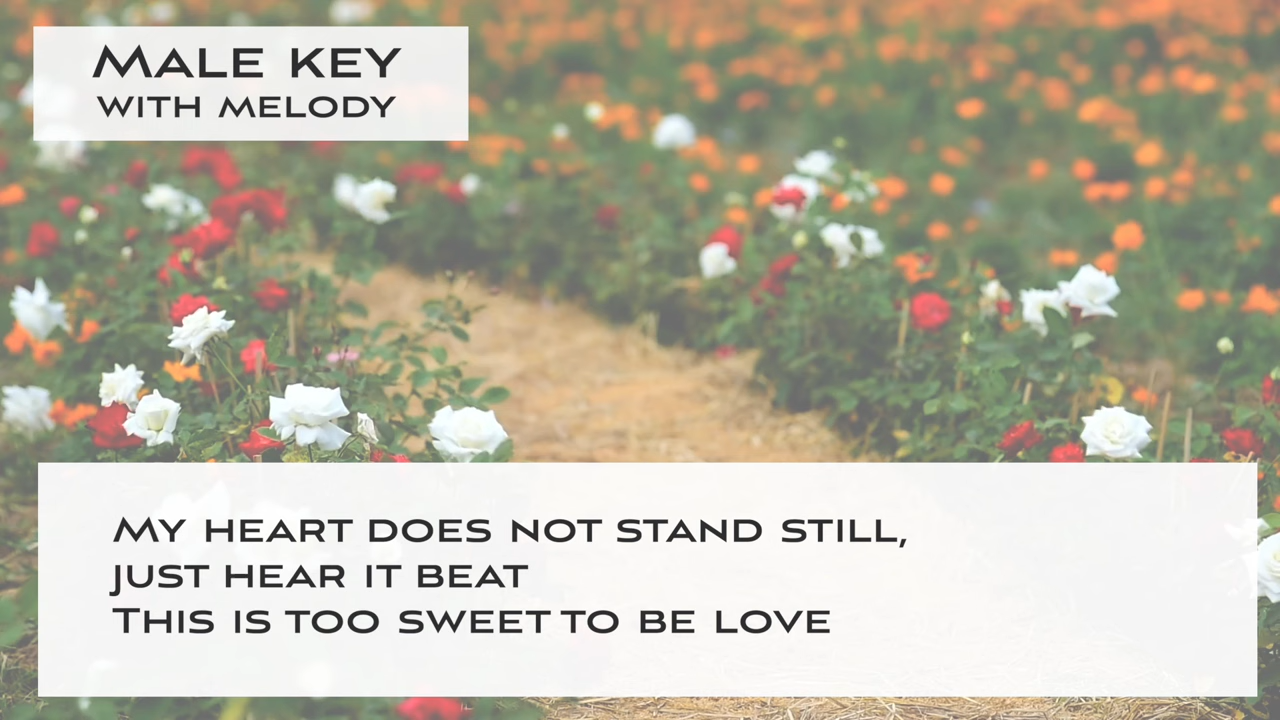 Male key
with melody
My heart does not stand still,
just hear it beat
This is too sweet to be love